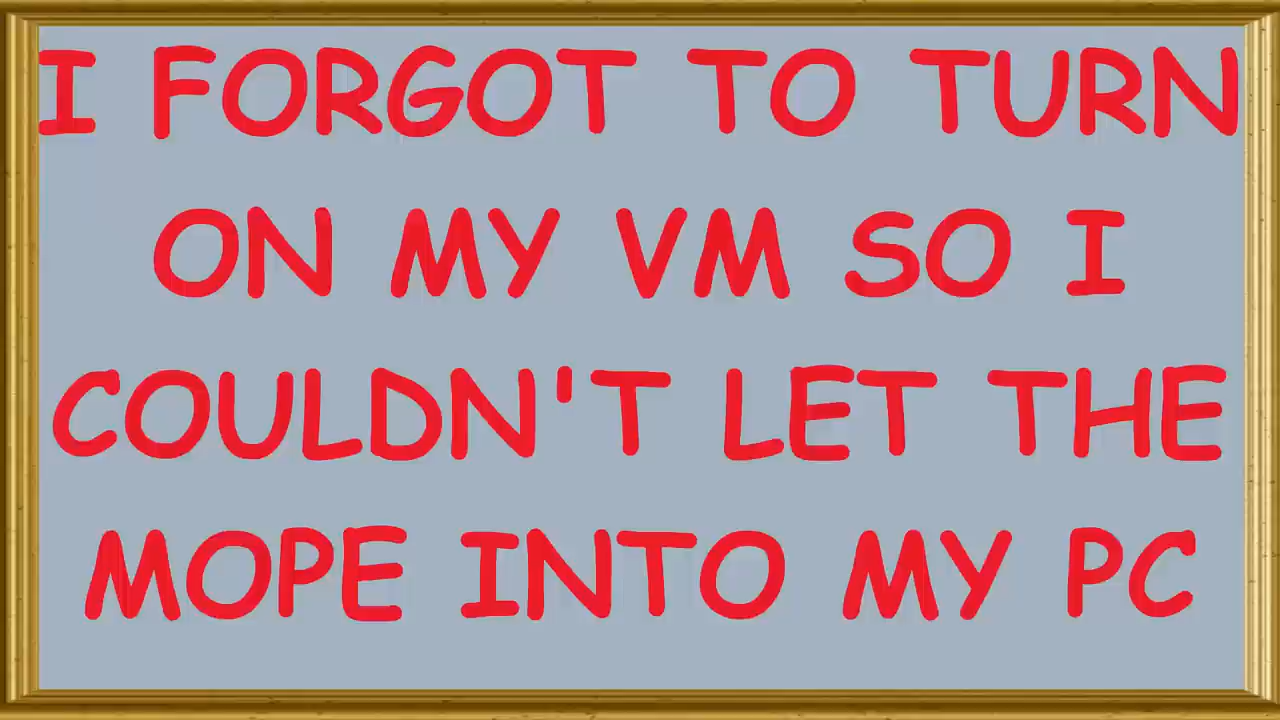 I FORGOT TO TURN
ON MY VM SO I
COULDN'T LET THE
MOPE INTO MY PC